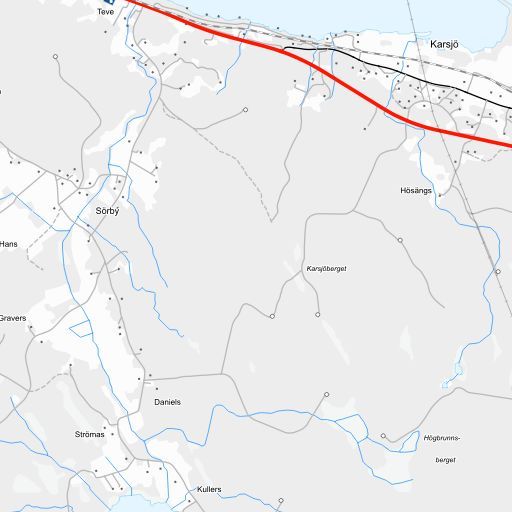 Teve
Karsjö
Hösängs
Sörby
Hans
Karsjöberget
Gravers
Daniels
Strömas
Högbrunns-
berget
Kullers